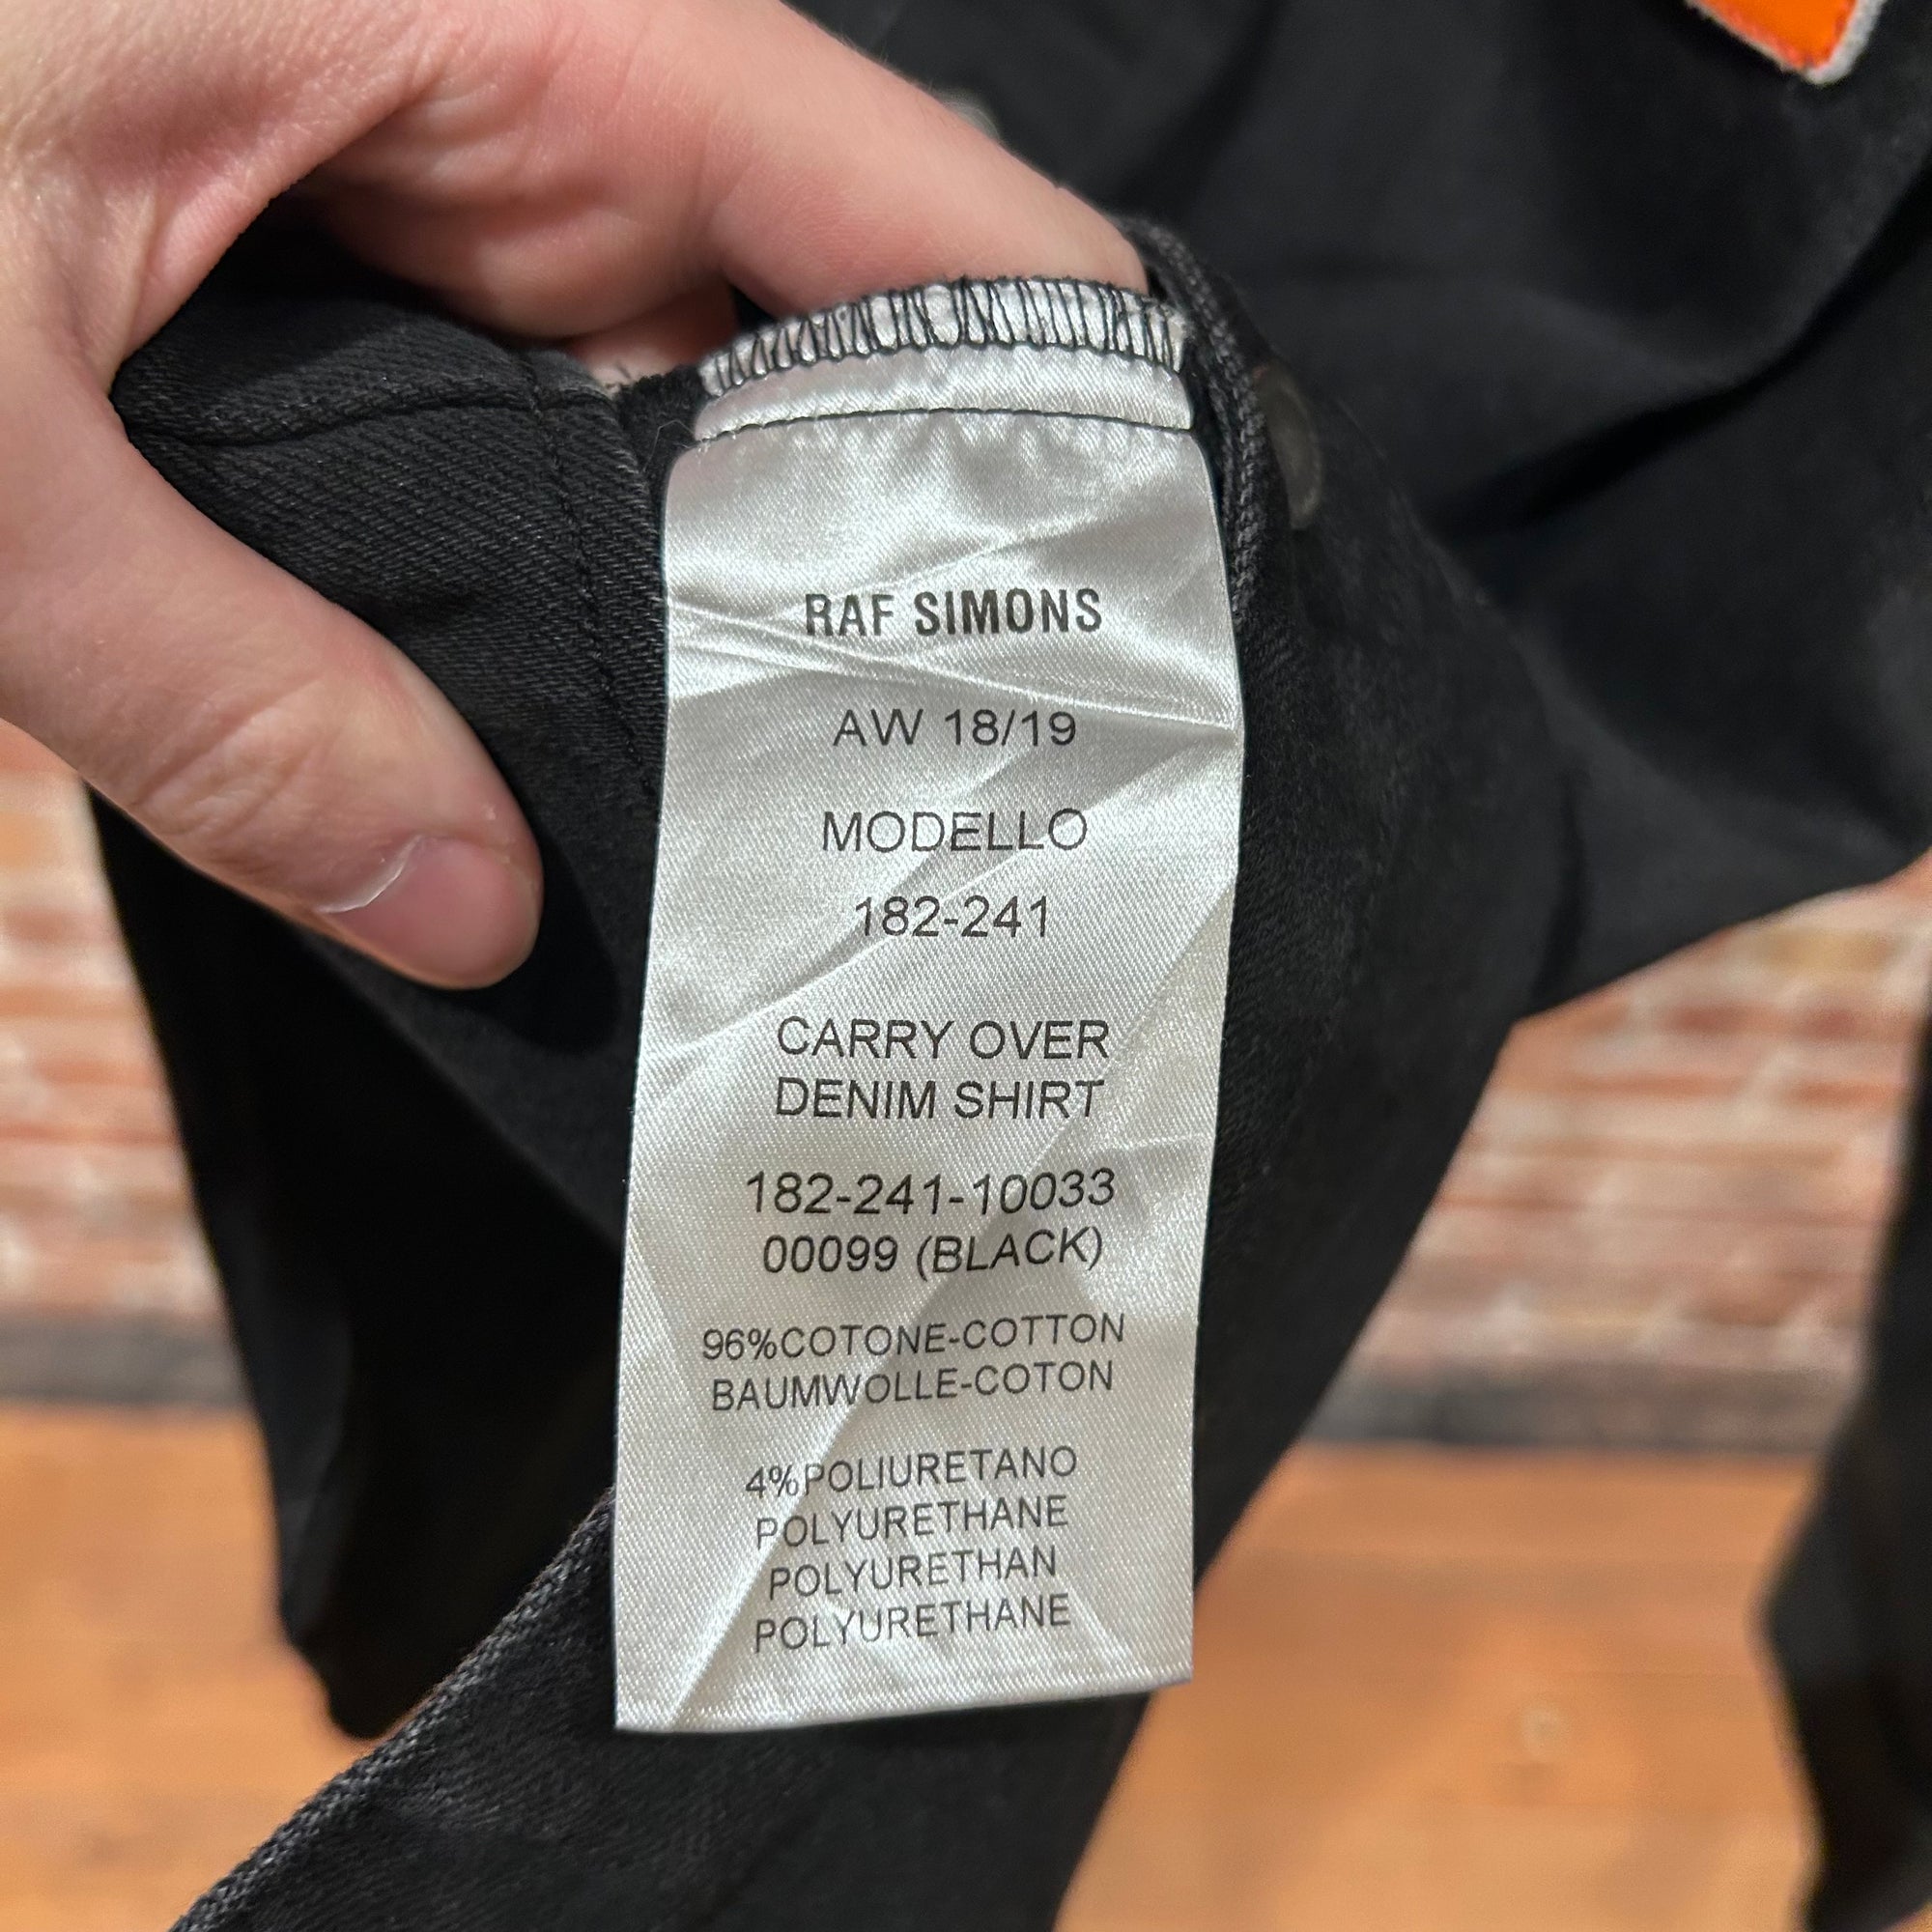 RAF SIMONS
AW 18/19
MODELLO
182-241
CARRY OVER
DENIM SHIRT
182-241-10033
00099 (BLACK)
96%COTONE-COTTON
BAUMWOLLE-COTON
4%POLIURETANO
POLYURETHANE
POLYURETHAN
POLYURETHANE